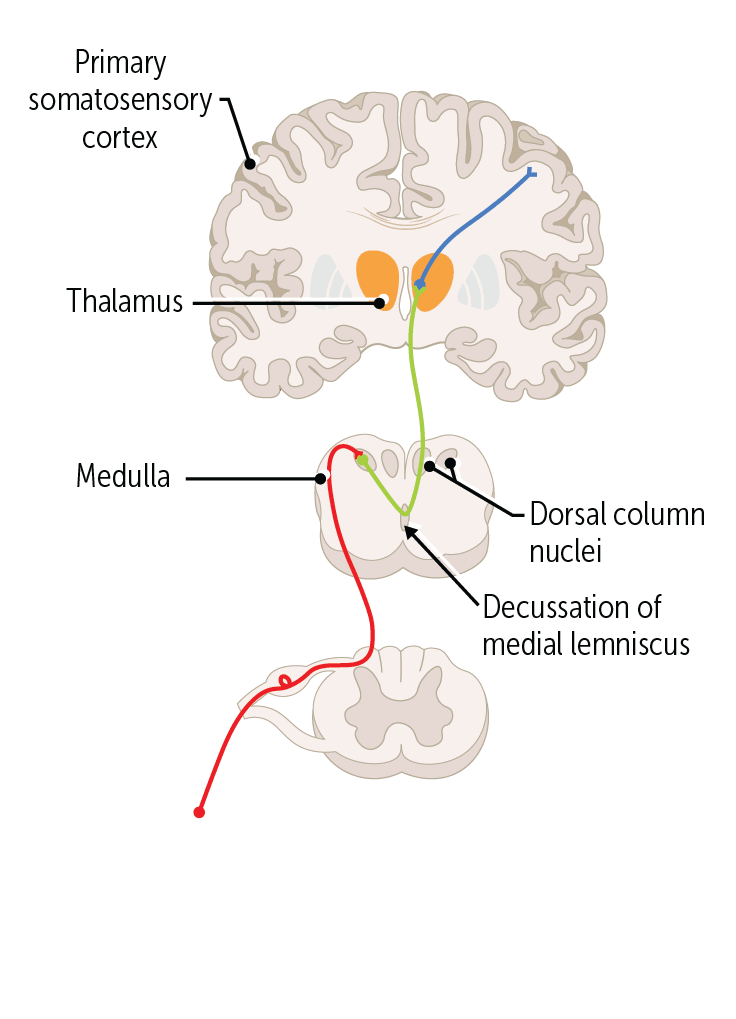 Primary
somatosensory
cortex
Thalamus
Medulla
Dorsal column
nuclei
Decussation of
medial lemniscus